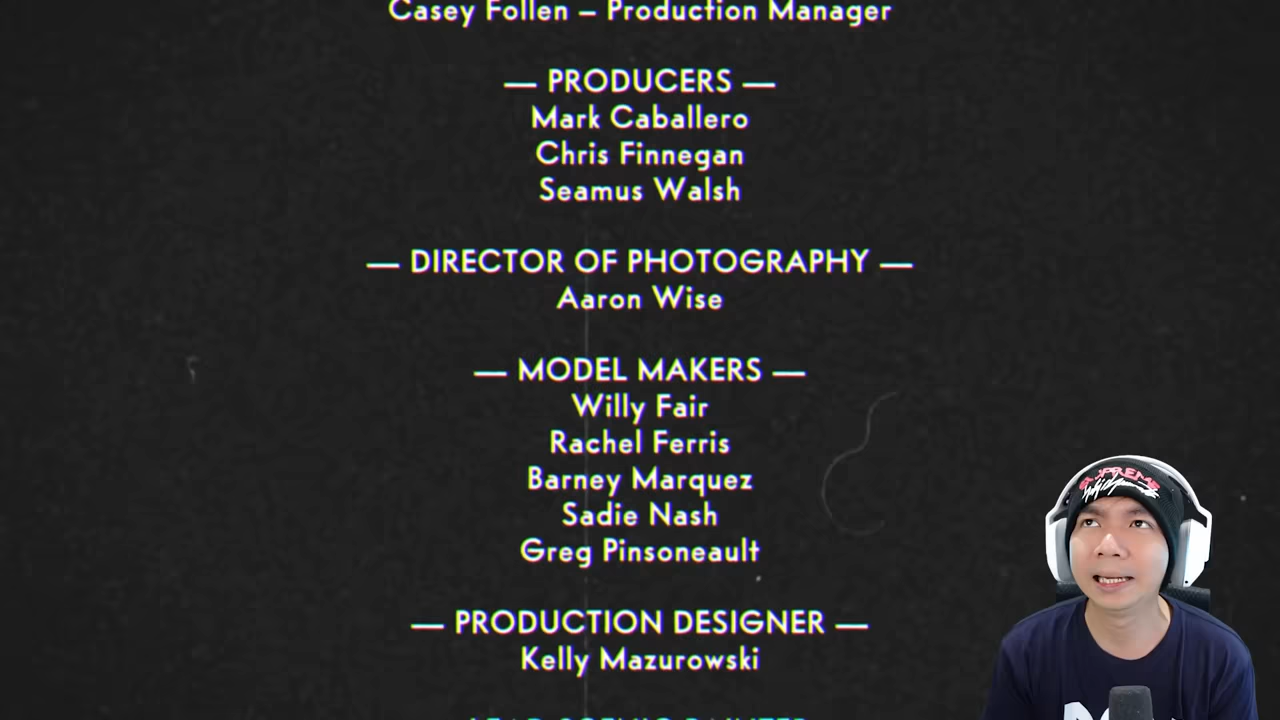 Casey Follen – Production Manager
— PRODUCERS —
Mark Caballero
Chris Finnegan
Seamus Walsh
— DIRECTOR OF PHOTOGRAPHY —
Aaron Wise
— MODEL MAKERS —
Willy Fair
Rachel Ferris
Barney Marquez
Sadie Nash
Greg Pinsoneault
— PRODUCTION DESIGNER —
Kelly Mazurowski
SUPREME